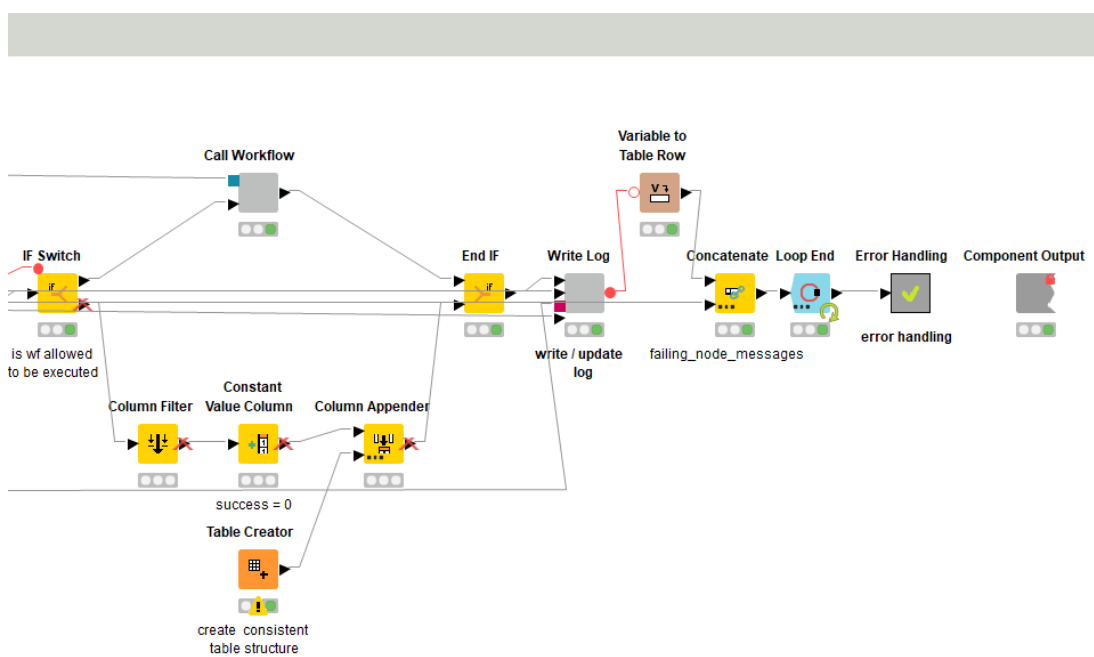 Variable to
Table Row
Call Workflow
IF Switch
End IF
Write Log
Concatenate
Loop End
Error Handling
Component Output
is wf allowed
to be executed
write / update
log
failing_node_messages
error handling
Column Filter
Constant
Value Column
Column Appender
success = 0
Table Creator
create consistent
table structure